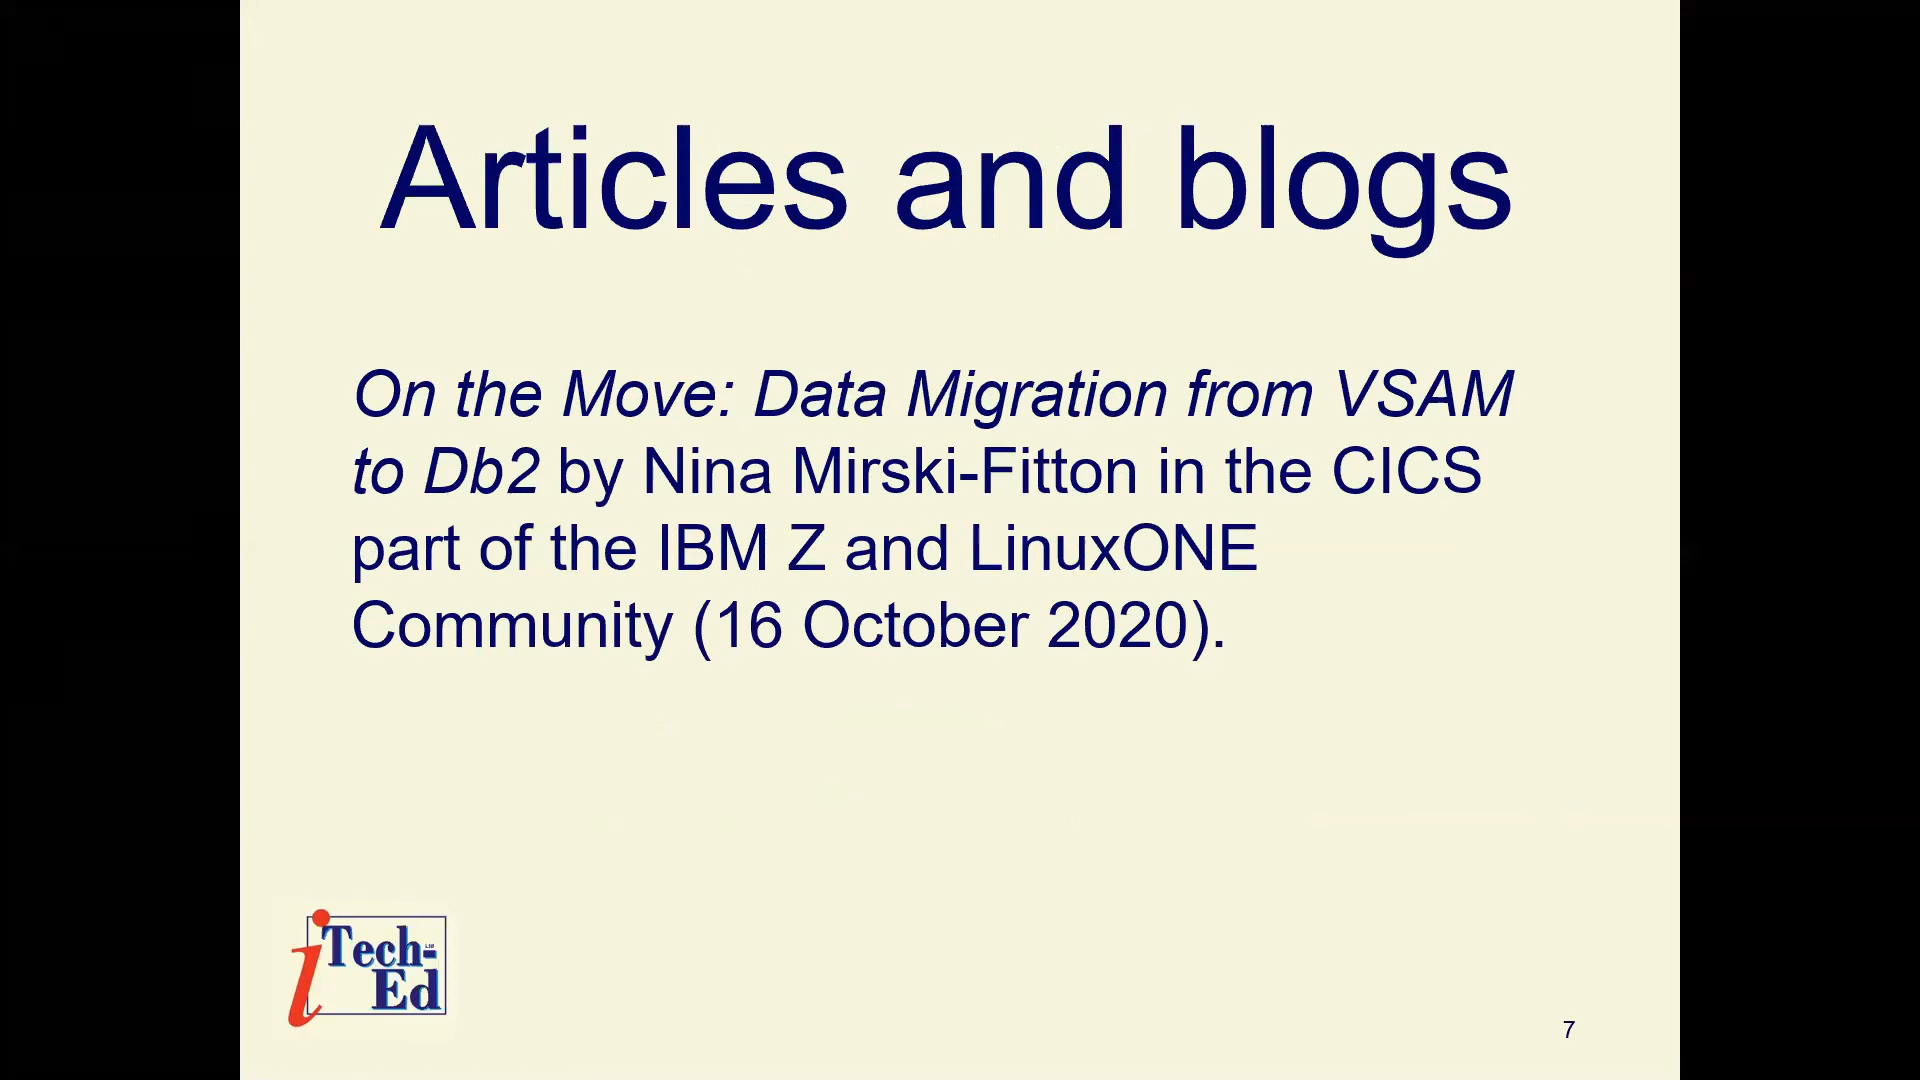 Articles and blogs
On the Move: Data Migration from VSAM
to Db2 by Nina Mirski-Fitton in the CICS
part of the IBM Z and LinuxONE
Community (16 October 2020).
iTech-
Ed
7